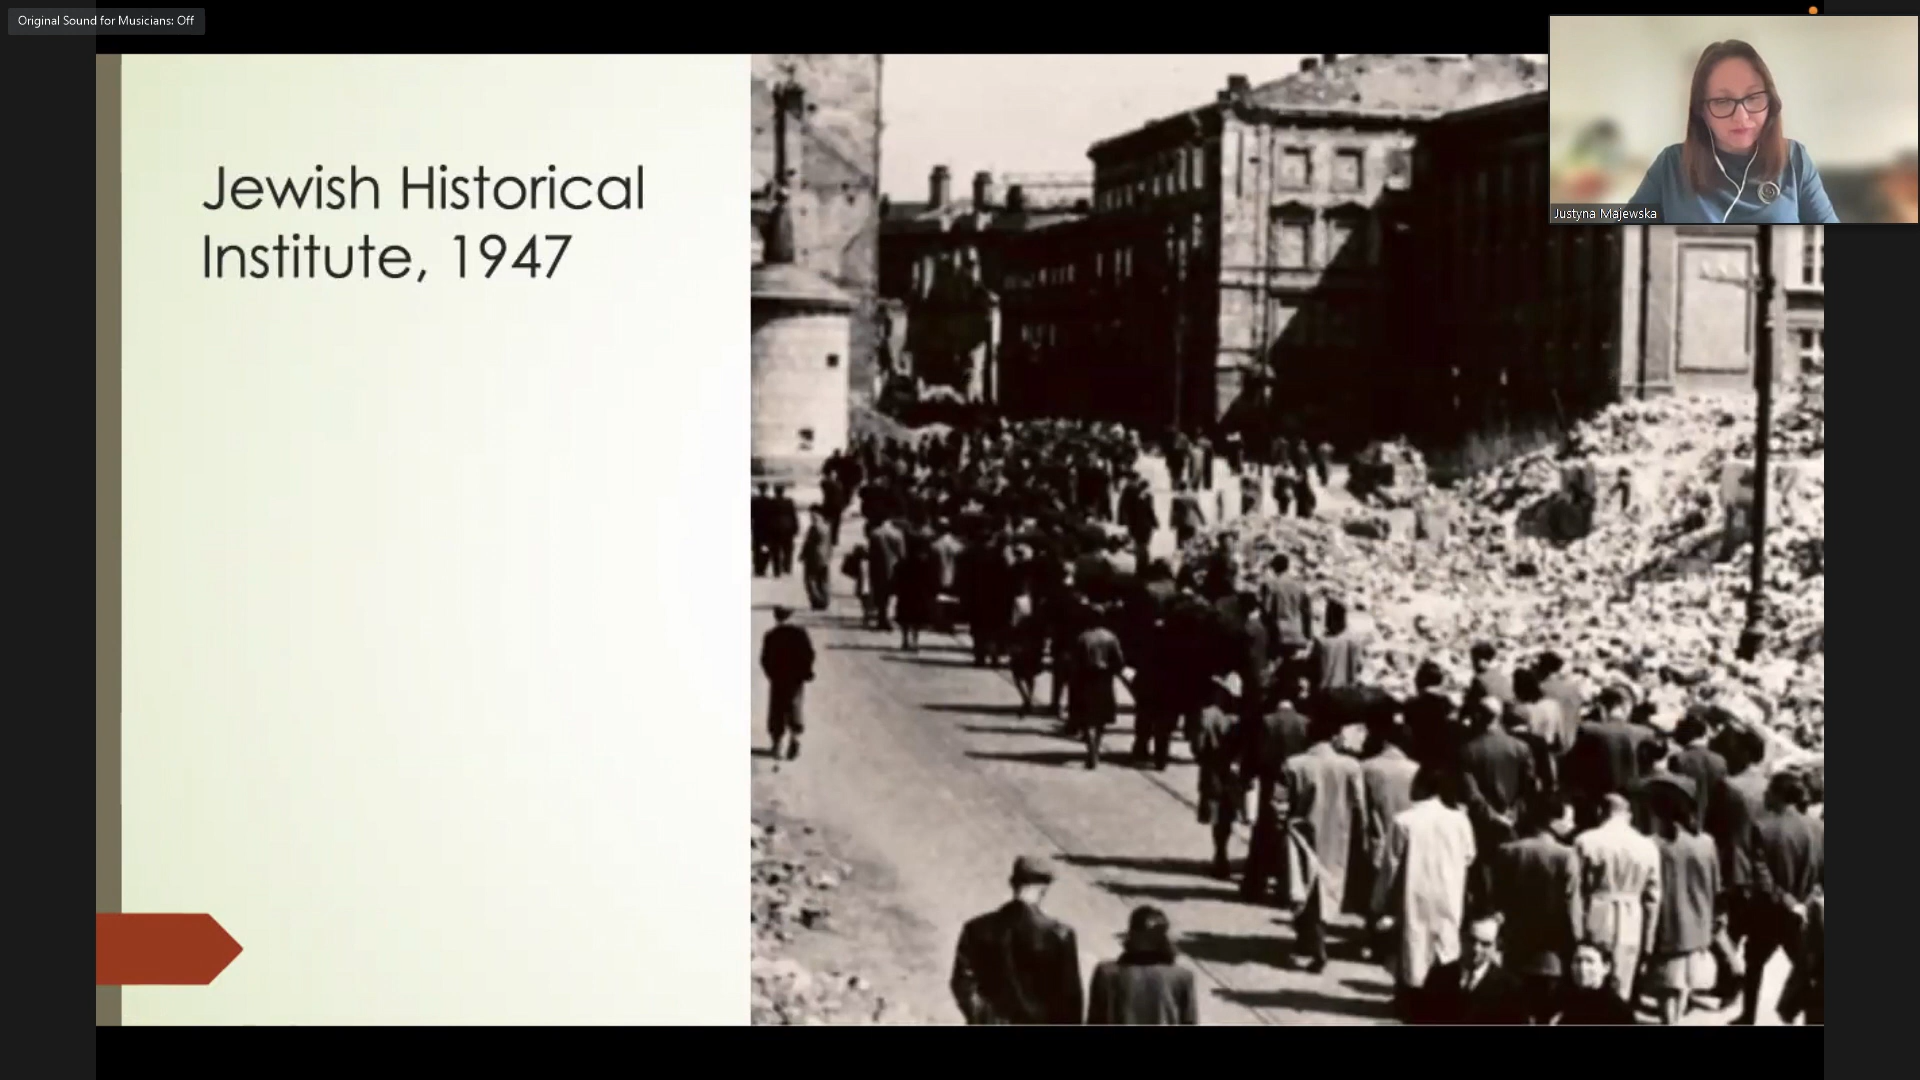 Original Sound for Musicians: Off
Jewish Historical
Institute, 1947
Justyna Majewska